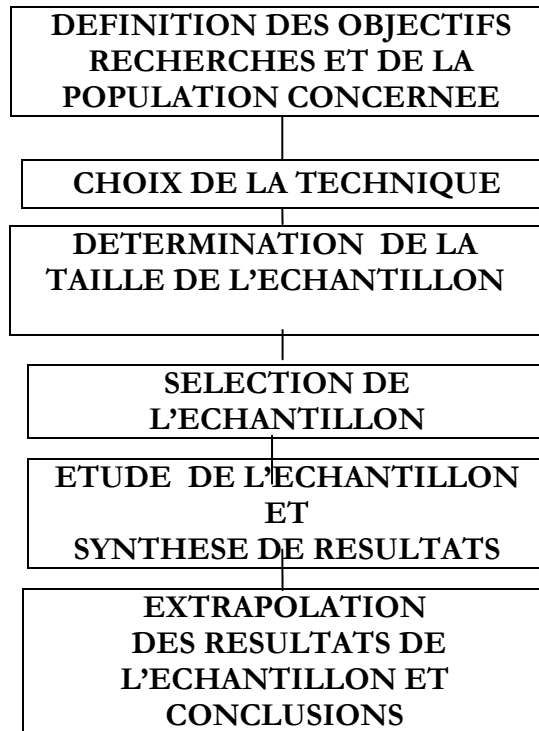 DEFINITION DES OBJECTIFS
RECHERCHES ET DE LA
POPULATION CONCERNEE
CHOIX DE LA TECHNIQUE
DETERMINATION DE LA
TAILLE DE L'ECHANTILLON
SELECTION DE
L'ECHANTILLON
ETUDE DE L'ECHANTILLON
ET
SYNTHESE DE RESULTATS
EXTRAPOLATION
DES RESULTATS DE
L'ECHANTILLON ET
CONCLUSIONS